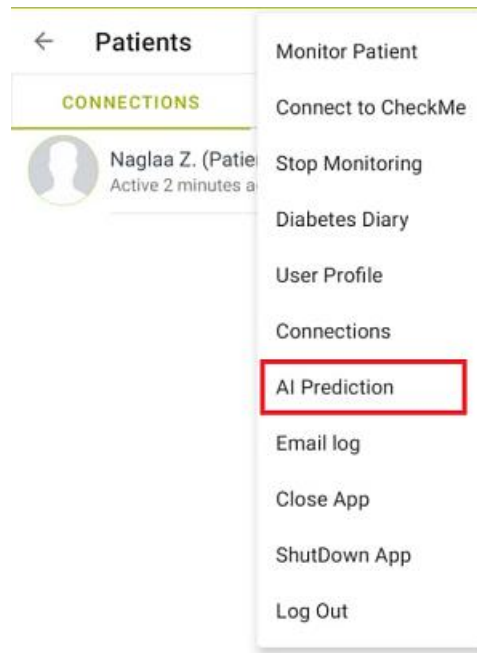 Patients
CONNECTIONS
Naglaa Z. (Patie
Active 2 minutes a
Monitor Patient
Connect to CheckMe
Stop Monitoring
Diabetes Diary
User Profile
Connections
AI Prediction
Email log
Close App
ShutDown App
Log Out